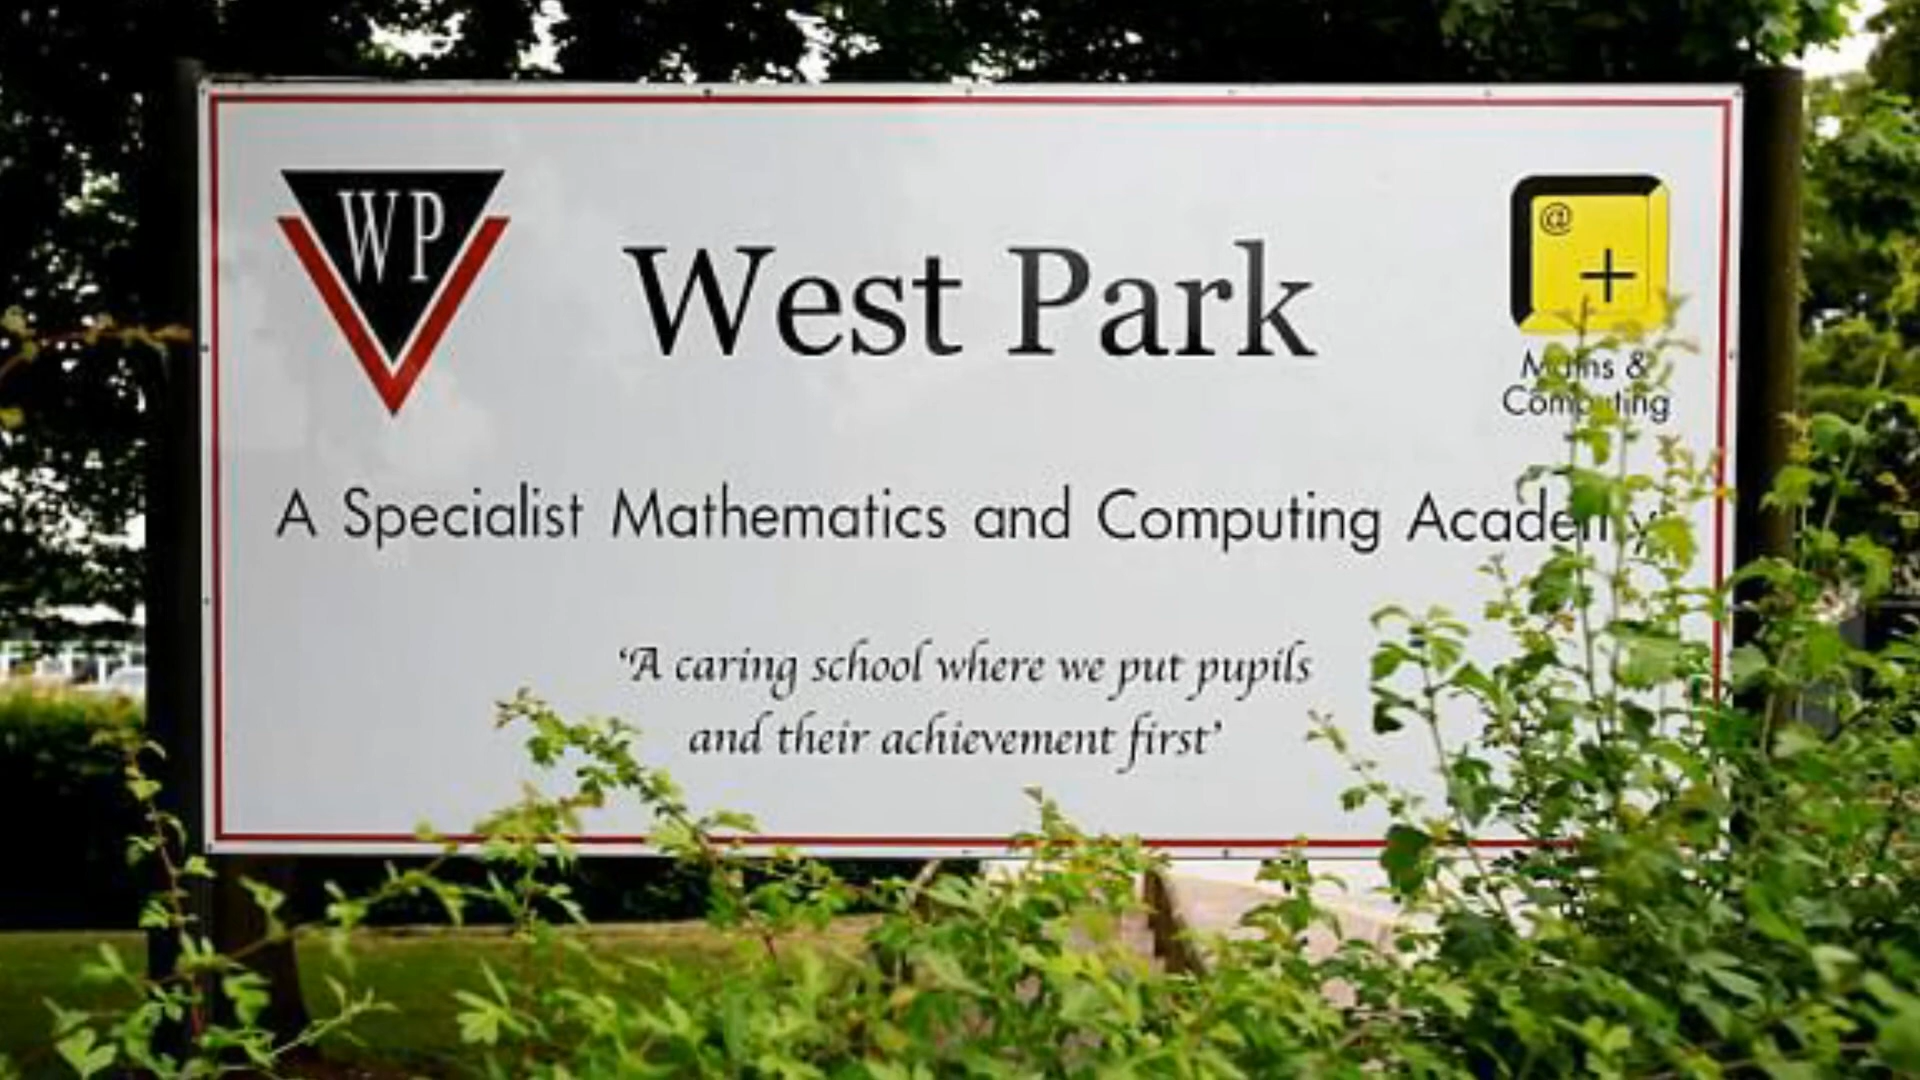 WP
West Park
@
+
Maths &
Computing
A Specialist Mathematics and Computing Academy
‘A caring school where we put pupils
and their achievement first’